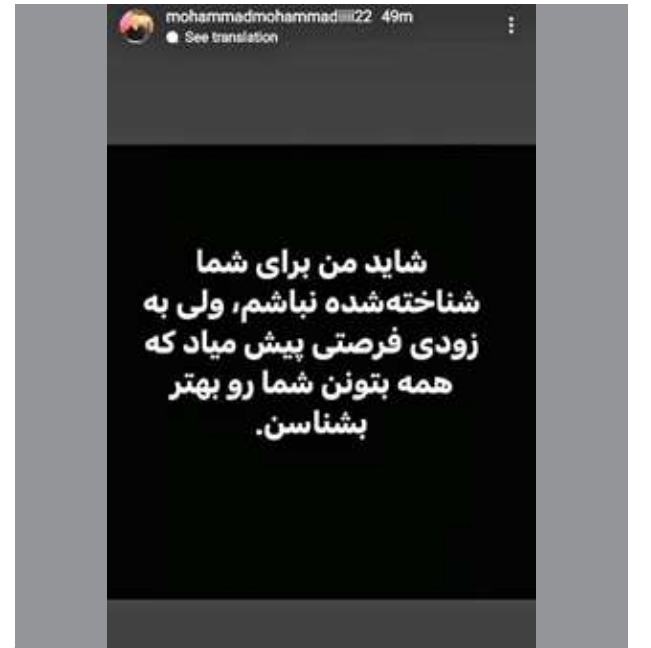 mohammadmohammadiiii22 49m
See translation
شاید من برای شما
شناخته‌شده نباشم، ولی به
زودی فرصتی پیش میاد که
همه بتونن شما رو بهتر
بشناسن.